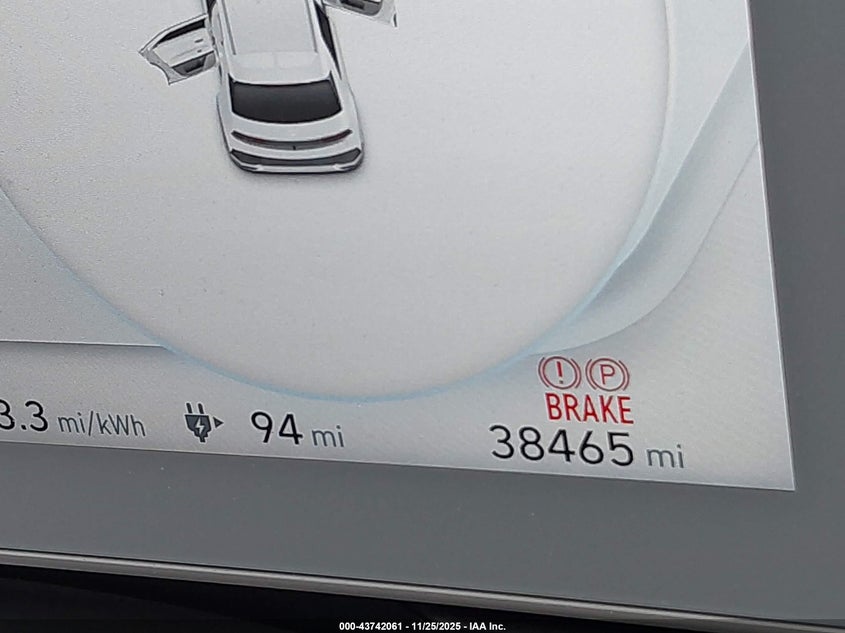 ! P
BRAKE
3.3 mi/kWh 94 mi 38465 mi
000-43742061 - 11/25/2025 - IAA Inc.